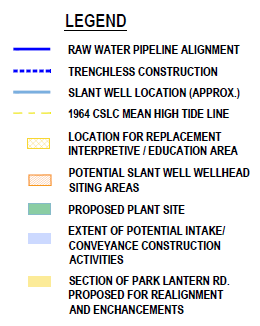 LEGEND
RAW WATER PIPELINE ALIGNMENT
TRENCHLESS CONSTRUCTION
SLANT WELL LOCATION (APPROX.)
1964 CSLC MEAN HIGH TIDE LINE
LOCATION FOR REPLACEMENT
INTERPRETIVE / EDUCATION AREA
POTENTIAL SLANT WELL WELLHEAD
SITING AREAS
PROPOSED PLANT SITE
EXTENT OF POTENTIAL INTAKE/
CONVEYANCE CONSTRUCTION
ACTIVITIES
SECTION OF PARK LANTERN RD.
PROPOSED FOR REALIGNMENT
AND ENCHANCEMENTS